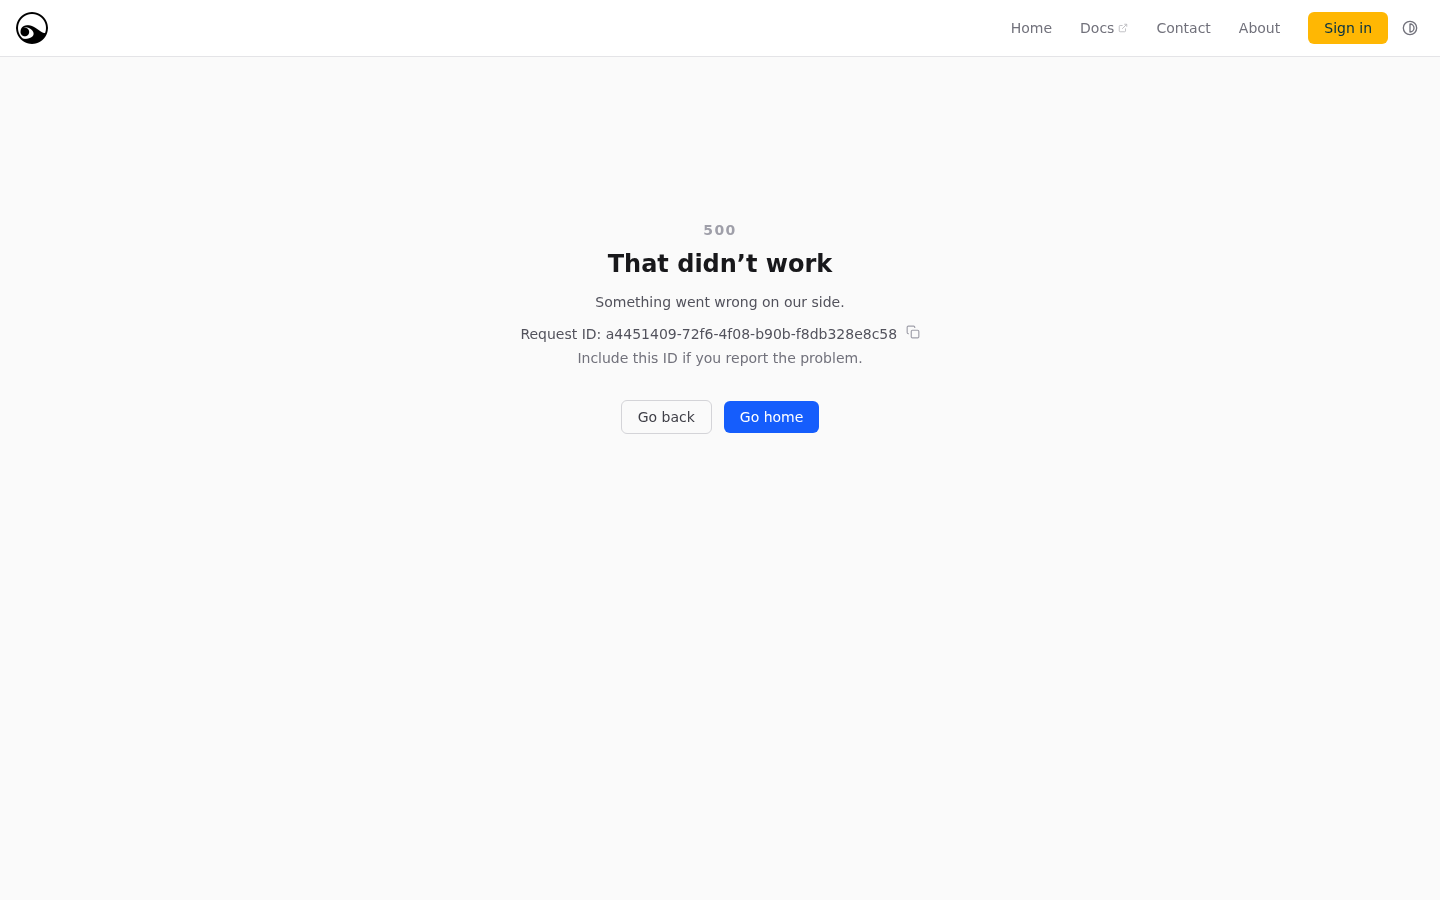 Home Docs Contact About Sign in
500
That didn’t work
Something went wrong on our side.
Request ID: a4451409-72f6-4f08-b90b-f8db328e8c58
Include this ID if you report the problem.
Go back Go home